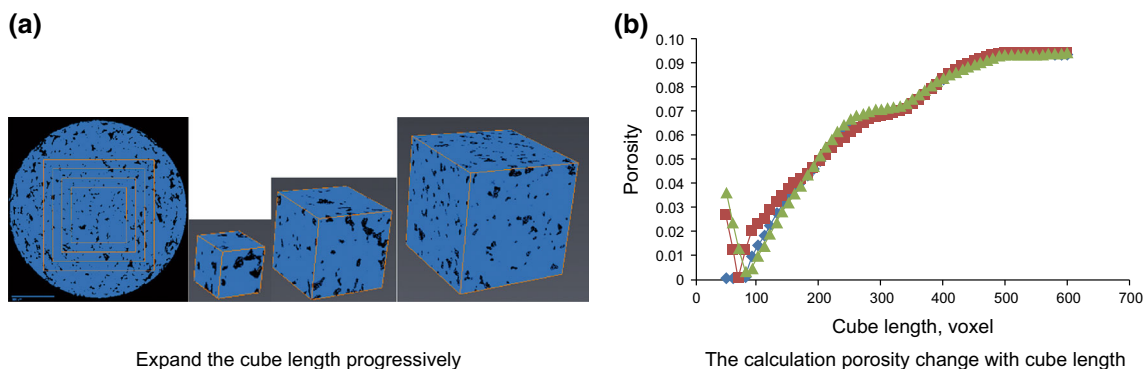 (a)
Expand the cube length progressively
(b)
Porosity
0.10
0.09
0.08
0.07
0.06
0.05
0.04
0.03
0.02
0.01
0
0 100 200 300 400 500 600 700
Cube length, voxel
The calculation porosity change with cube length